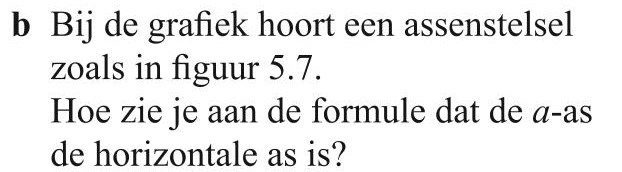 b Bij de grafiek hoort een assenstelsel
zoals in figuur 5.7.
Hoe zie je aan de formule dat de a-as
de horizontale as is?